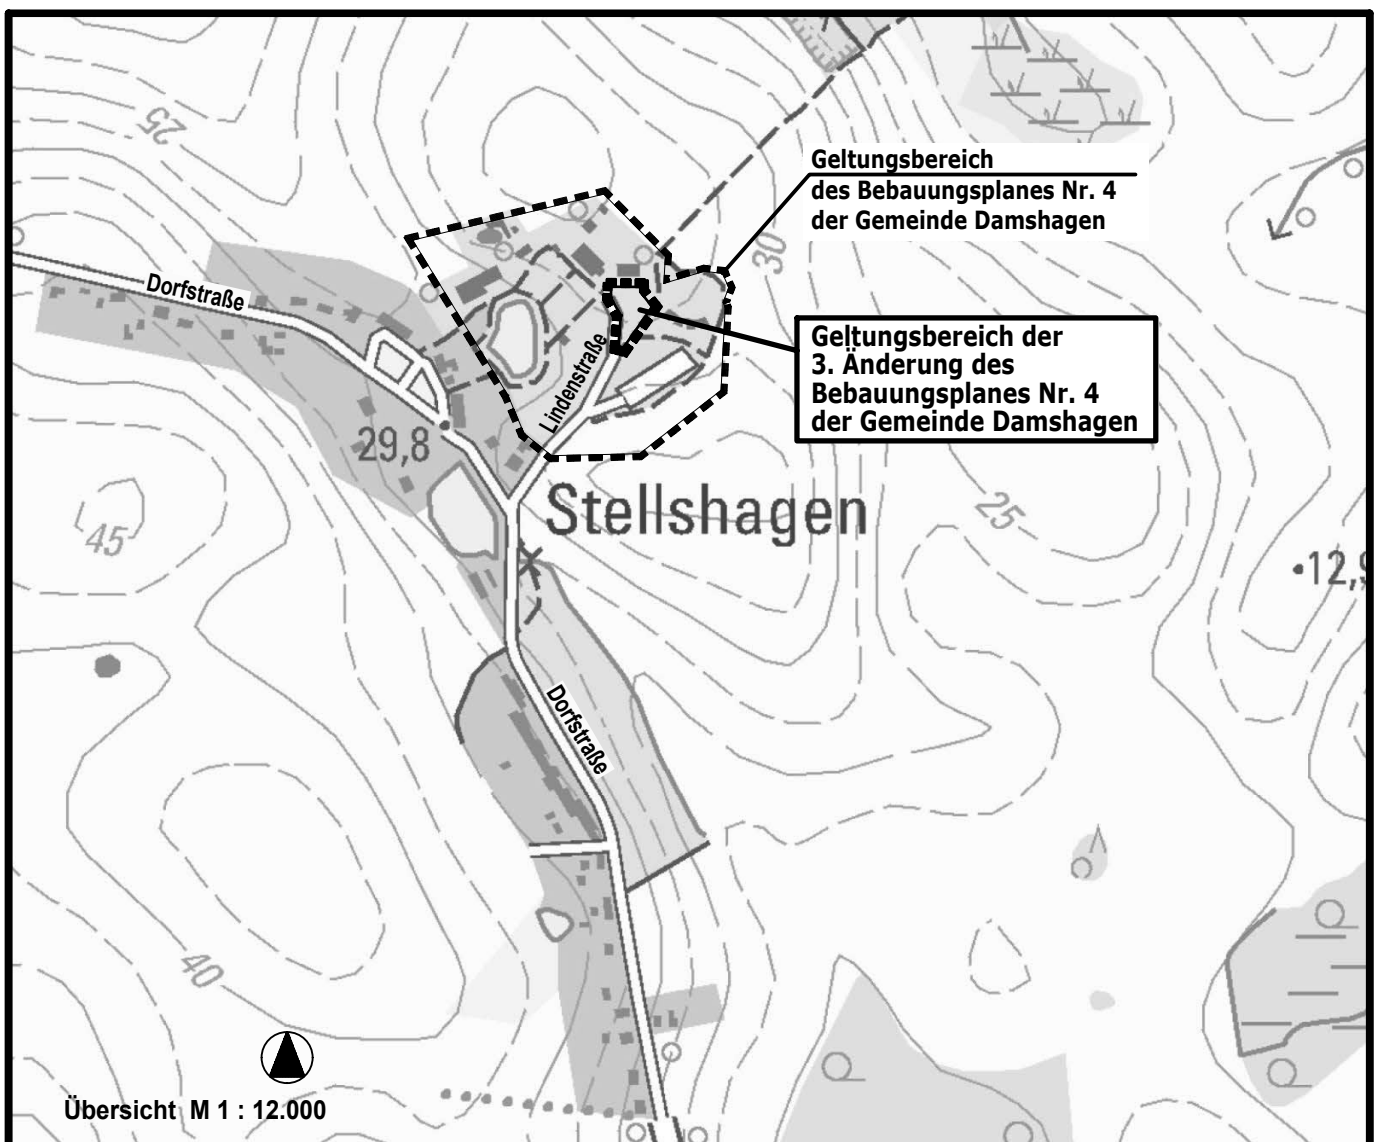 25
Geltungsbereich
des Bebauungsplanes Nr. 4
der Gemeinde Damshagen
30
Dorfstraße
Lindenstraße
Geltungsbereich der
3. Änderung des
Bebauungsplanes Nr. 4
der Gemeinde Damshagen
29,8
Stellshagen
25
45
12,9
Dorfstraße
40
Übersicht M 1 : 12.000